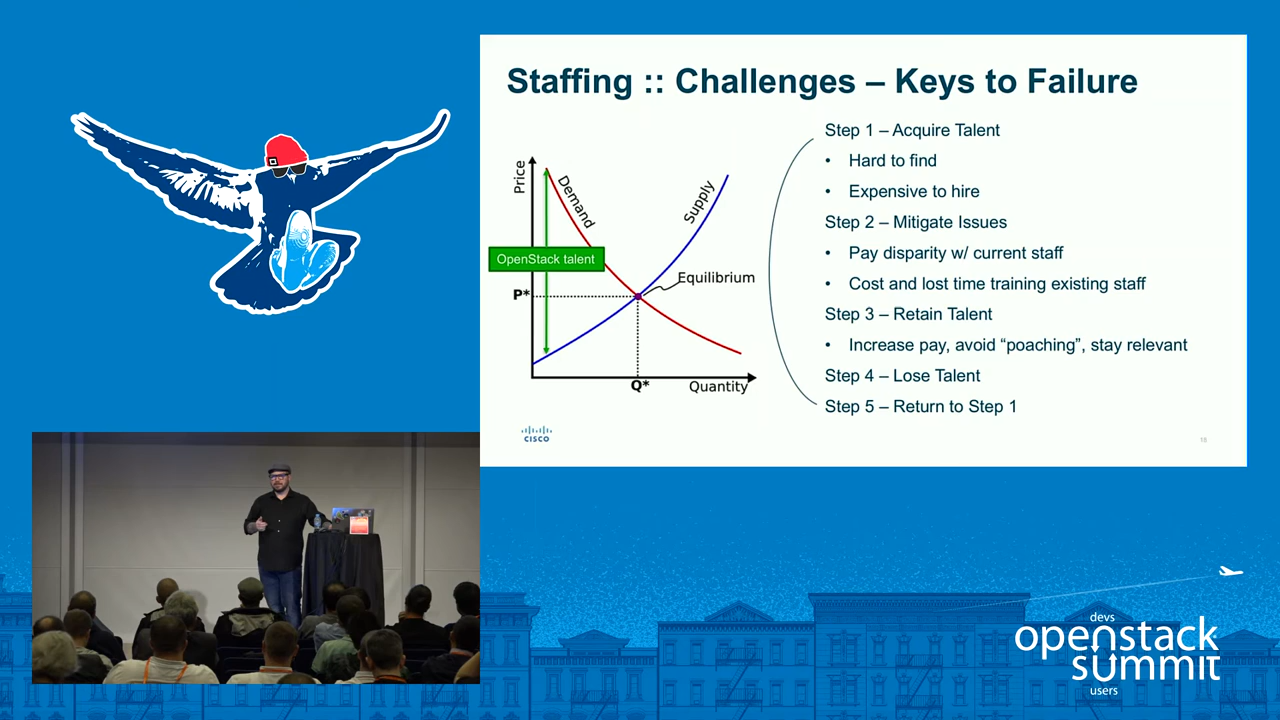 Staffing :: Challenges – Keys to Failure
Step 1 – Acquire Talent
• Hard to find
• Expensive to hire
Step 2 – Mitigate Issues
• Pay disparity w/ current staff
• Cost and lost time training existing staff
Step 3 – Retain Talent
• Increase pay, avoid “poaching”, stay relevant
Step 4 – Lose Talent
Step 5 – Return to Step 1
Price
Demand
Supply
OpenStack talent
Equilibrium
P*
Q*
Quantity
CISCO
18
devs
openstack
summit
users